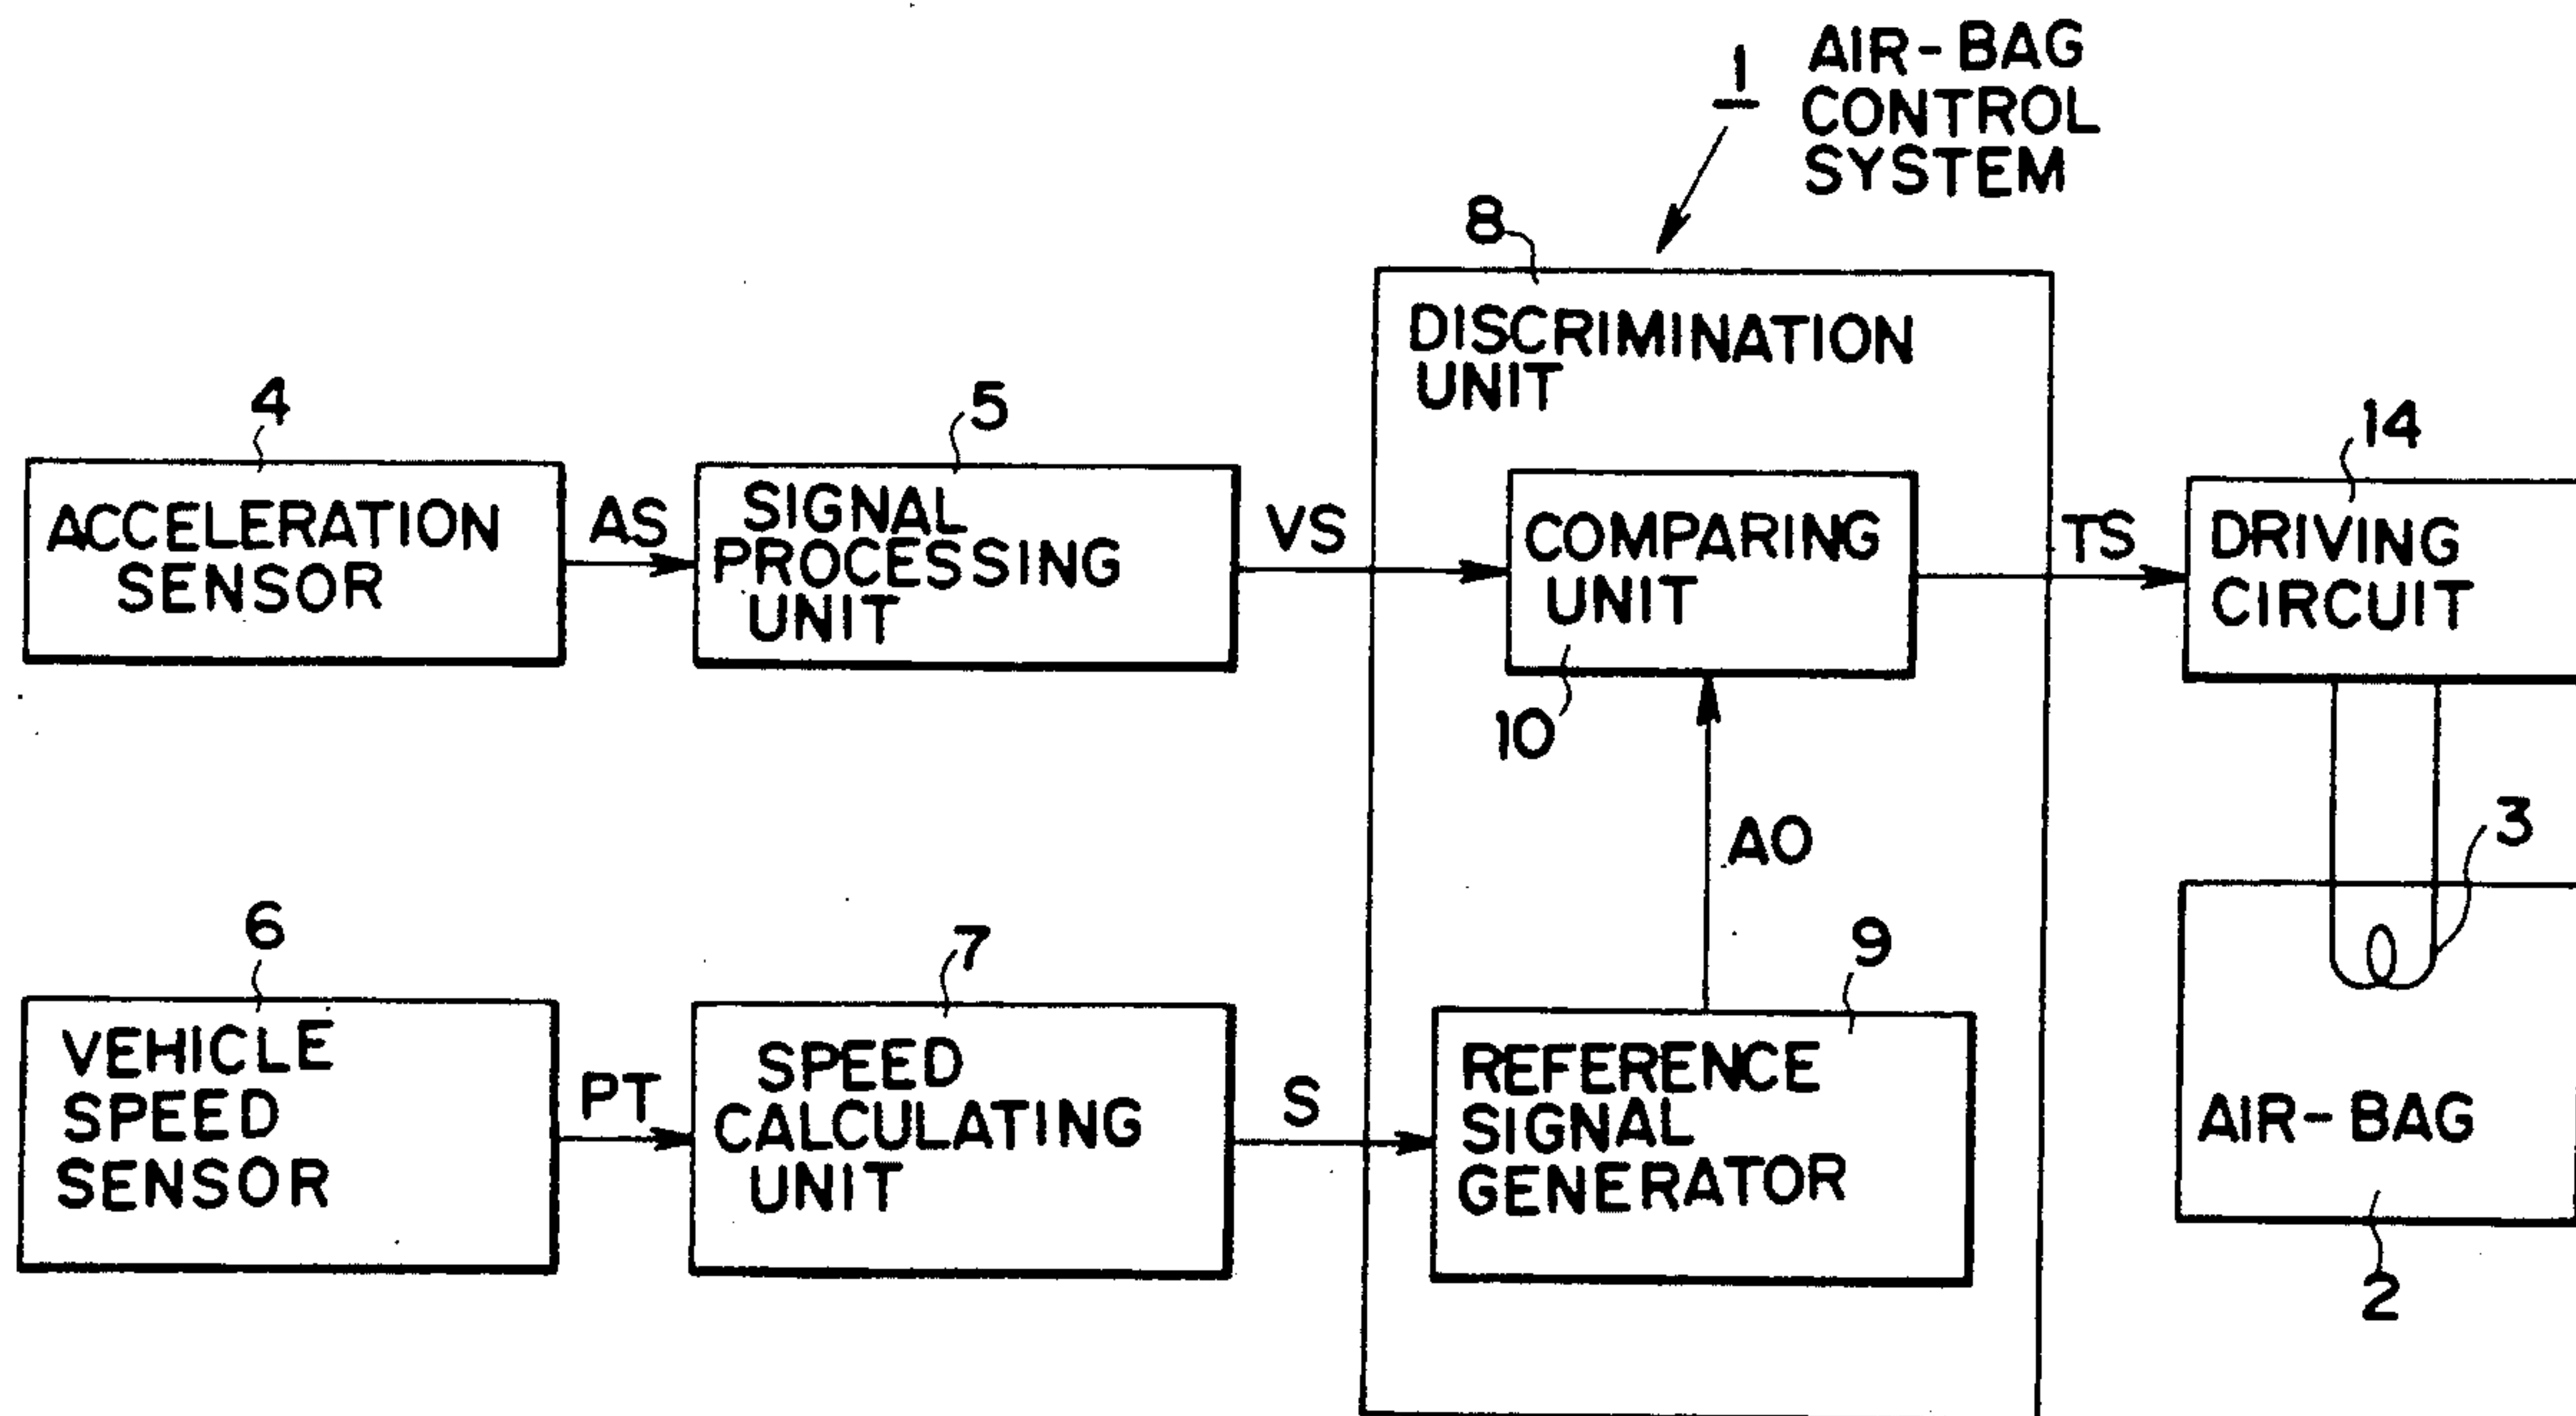 1 AIR-BAG
CONTROL
SYSTEM
8
DISCRIMINATION
UNIT
4
ACCELERATION
SENSOR
AS
5
SIGNAL
PROCESSING
UNIT
VS
COMPARING
UNIT
10
TS
14
DRIVING
CIRCUIT
AO
3
6
VEHICLE
SPEED
SENSOR
PT
7
SPEED
CALCULATING
UNIT
S
9
REFERENCE
SIGNAL
GENERATOR
AIR-BAG
2